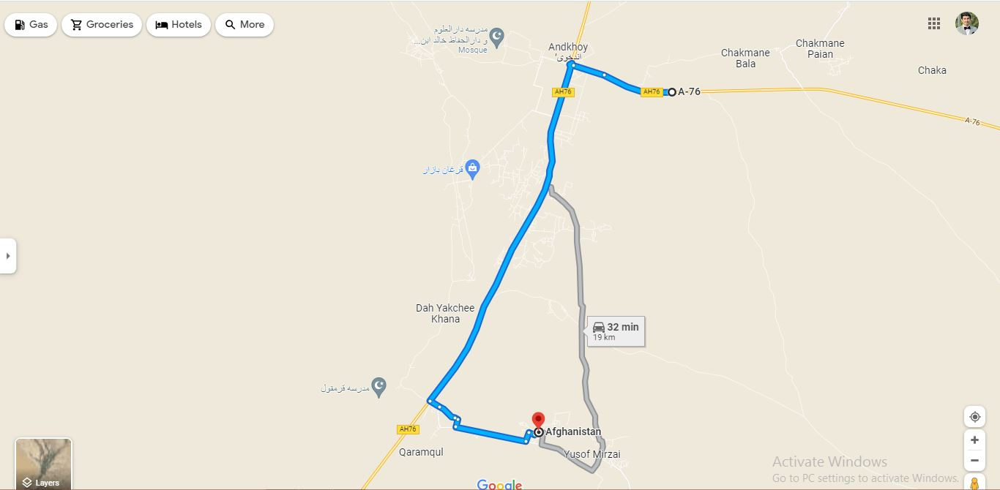 Gas
Groceries
Hotels
More
مدرسه دارالعلوم
و دارالحفاظ خالد ابن...
Mosque
Andkhoy
اندخوی'
Chakmane
Bala
Chakmane
Paian
Chaka
AH76
AH76
A-76
A-76
قرغان بازار
Dah Yakchee
Khana
32 min
19 km
مدرسه قرمقول
AH76
Afghanistan
Qaramqul
Yusof Mirzai
Layers
Google
Activate Windows
Go to PC settings to activate Windows.